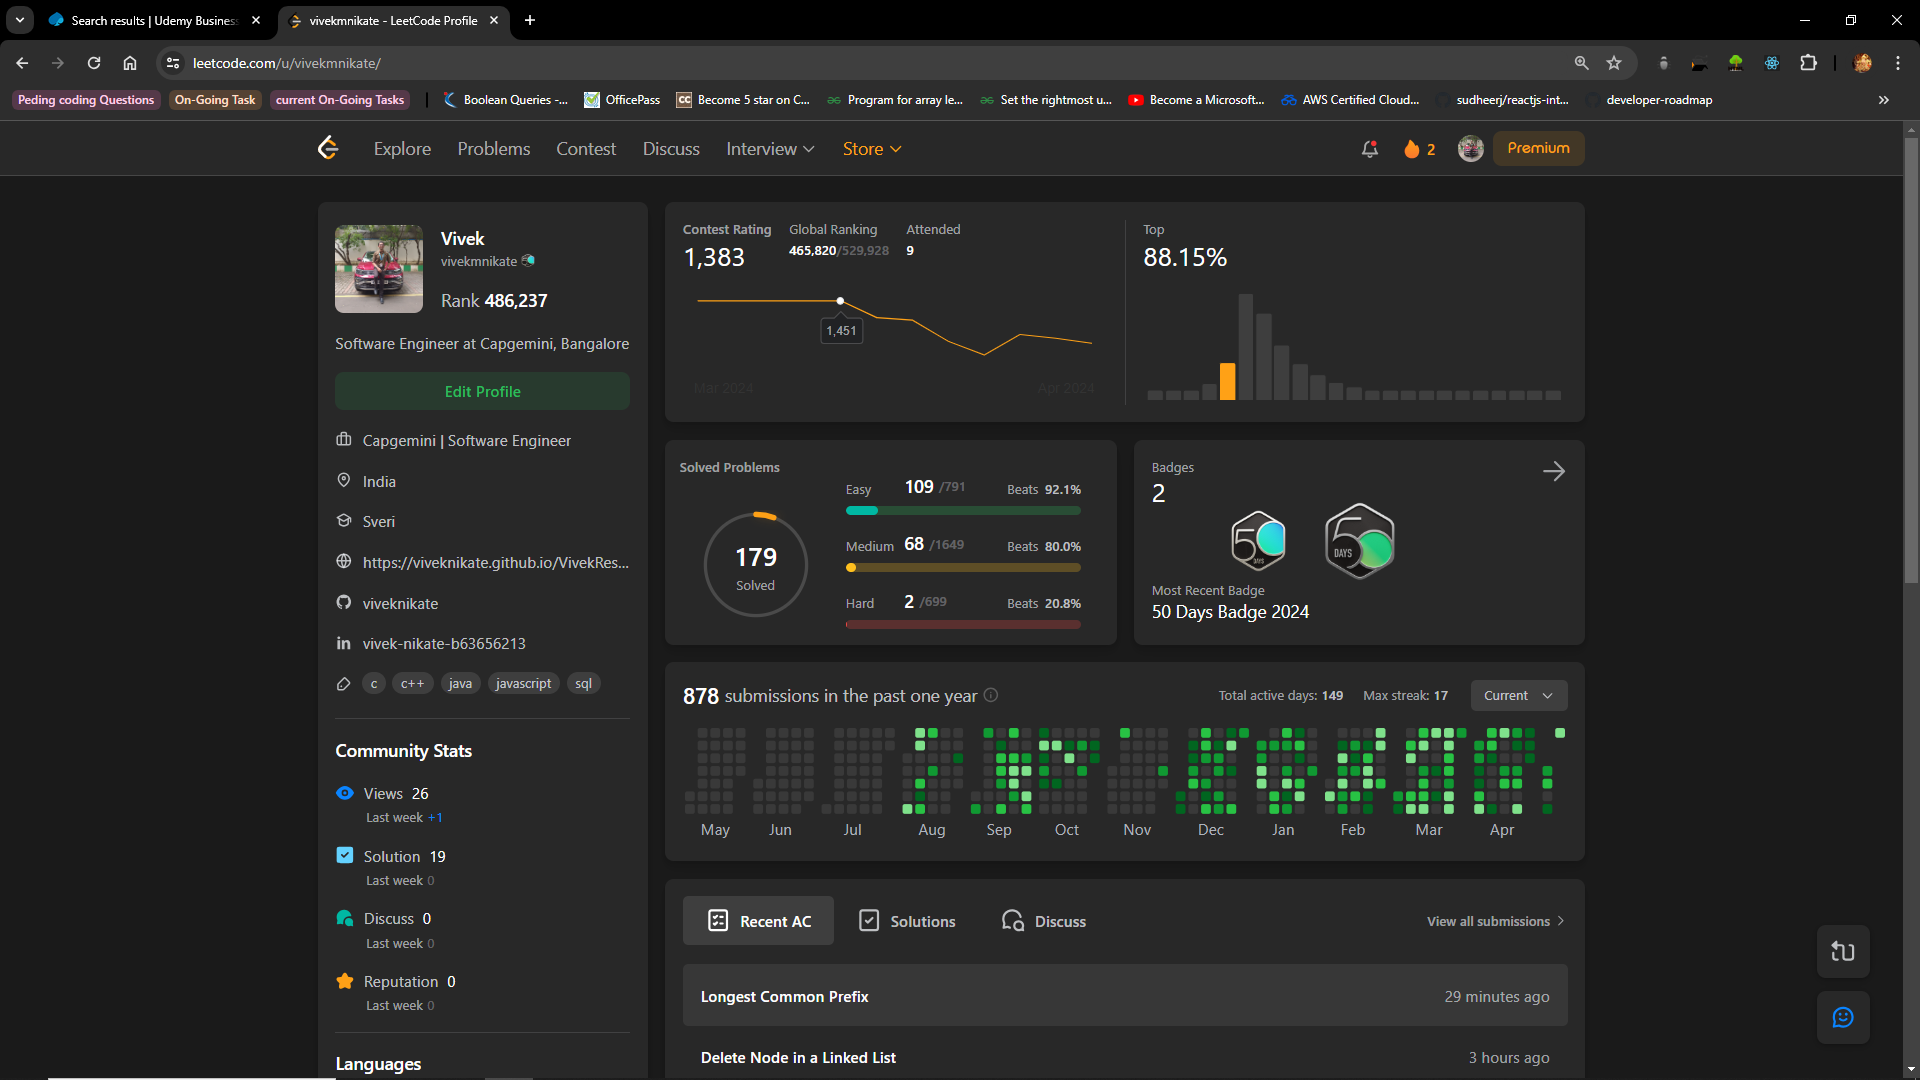 Search results | Udemy Business
vivekmnikate - LeetCode Profile
leetcode.com/u/vivekmnikate/
Peding coding Questions
On-Going Task
current On-Going Tasks
Boolean Queries -...
OfficePass
CC Become 5 star on C...
Program for array le...
Set the rightmost u...
Become a Microsoft...
AWS Certified Cloud...
sudheerj/reactjs-int...
developer-roadmap
Explore
Problems
Contest
Discuss
Interview
Store
2
Premium
Vivek
vivekmnikate
Rank 486,237
Software Engineer at Capgemini, Bangalore
Edit Profile
Capgemini | Software Engineer
India
Sveri
https://viveknikate.github.io/VivekRes...
viveknikate
in vivek-nikate-b63656213
c c++ java javascript sql
Community Stats
Views 26
Last week +1
Solution 19
Last week 0
Discuss 0
Last week 0
Reputation 0
Last week 0
Languages
Contest Rating
1,383
Global Ranking
465,820/529,928
Attended
9
1,451
Mar 2024
Apr 2024
Top
88.15%
Solved Problems
179
Solved
Easy 109 /791 Beats 92.1%
Medium 68 /1649 Beats 80.0%
Hard 2 /699 Beats 20.8%
Badges
2
50 DAYS
50 DAYS
Most Recent Badge
50 Days Badge 2024
878 submissions in the past one year
Total active days: 149
Max streak: 17
Current
May Jun Jul Aug Sep Oct Nov Dec Jan Feb Mar Apr
Recent AC
Solutions
Discuss
View all submissions
Longest Common Prefix 29 minutes ago
Delete Node in a Linked List 3 hours ago